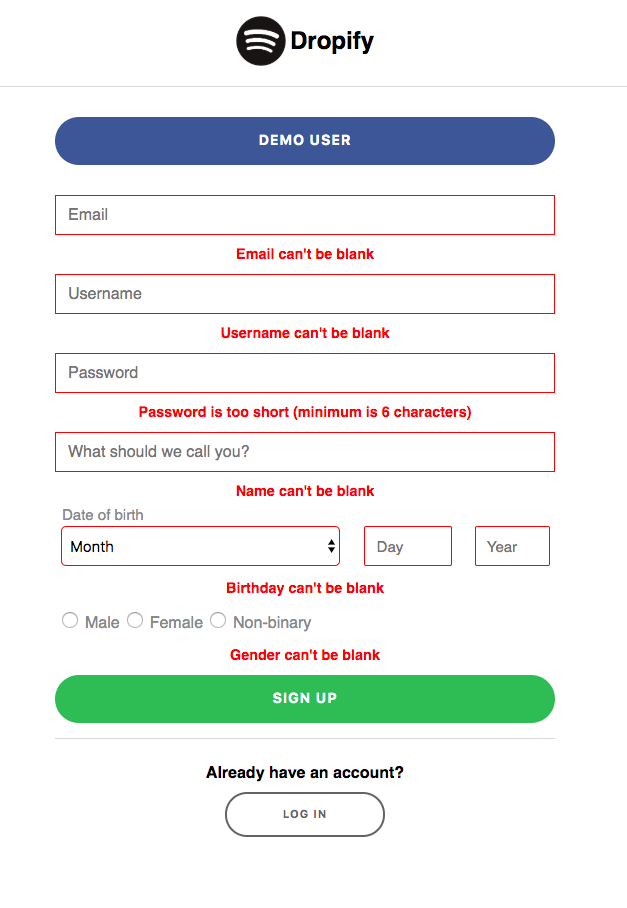 Dropify
DEMO USER
Email
Email can't be blank
Username
Username can't be blank
Password
Password is too short (minimum is 6 characters)
What should we call you?
Name can't be blank
Date of birth
Month Day Year
Birthday can't be blank
Male Female Non-binary
Gender can't be blank
SIGN UP
Already have an account?
LOG IN